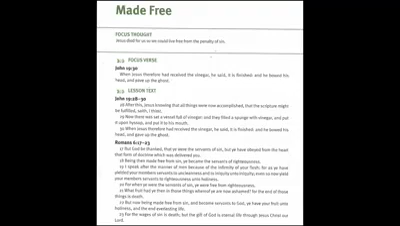 Made Free
FOCUS THOUGHT
Jesus died for us so we could live free from the penalty of sin.
FOCUS VERSE
John 19:30
When Jesus therefore had received the vinegar, he said, It is finished: and he bowed his
head, and gave up the ghost.
LESSON TEXT
John 19:28–30
28 After this, Jesus knowing that all things were now accomplished, that the scripture might
be fulfilled, saith, I thirst.
29 Now there was set a vessel full of vinegar: and they filled a spunge with vinegar, and put
it upon hyssop, and put it to his mouth.
30 When Jesus therefore had received the vinegar, he said, It is finished: and he bowed his
head, and gave up the ghost.
Romans 6:17–23
17 But God be thanked, that ye were the servants of sin, but ye have obeyed from the heart
that form of doctrine which was delivered you.
18 Being then made free from sin, ye became the servants of righteousness.
19 I speak after the manner of men because of the infirmity of your flesh: for as ye have
yielded your members servants to uncleanness and to iniquity unto iniquity; even so now yield
your members servants to righteousness unto holiness.
20 For when ye were the servants of sin, ye were free from righteousness.
21 What fruit had ye then in those things whereof ye are now ashamed? for the end of those
things is death.
22 But now being made free from sin, and become servants to God, ye have your fruit unto
holiness, and the end everlasting life.
23 For the wages of sin is death; but the gift of God is eternal life through Jesus Christ our
Lord.